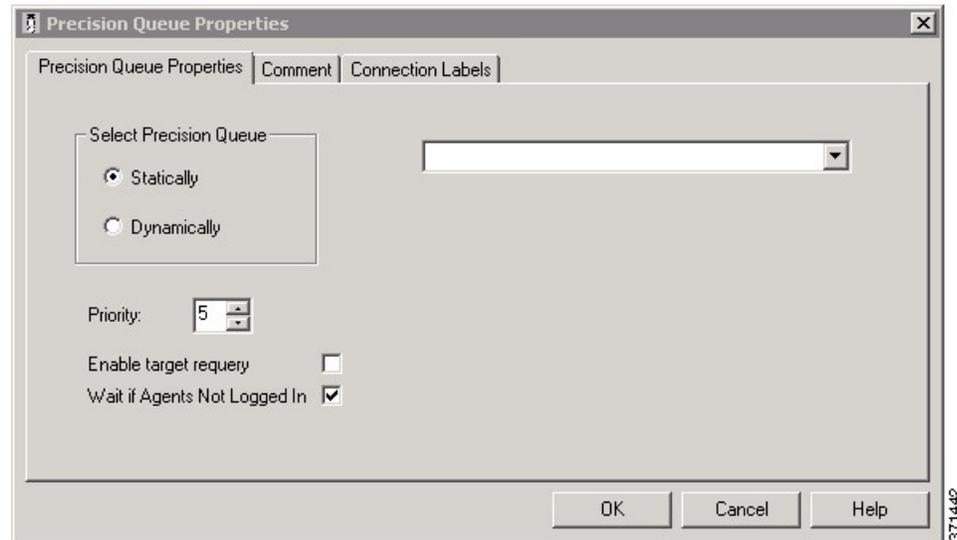 Precision Queue Properties
Precision Queue Properties Comment Connection Labels
Select Precision Queue
Statically
Dynamically
Priority: 5
Enable target requery
Wait if Agents Not Logged In
OK Cancel Help
371442